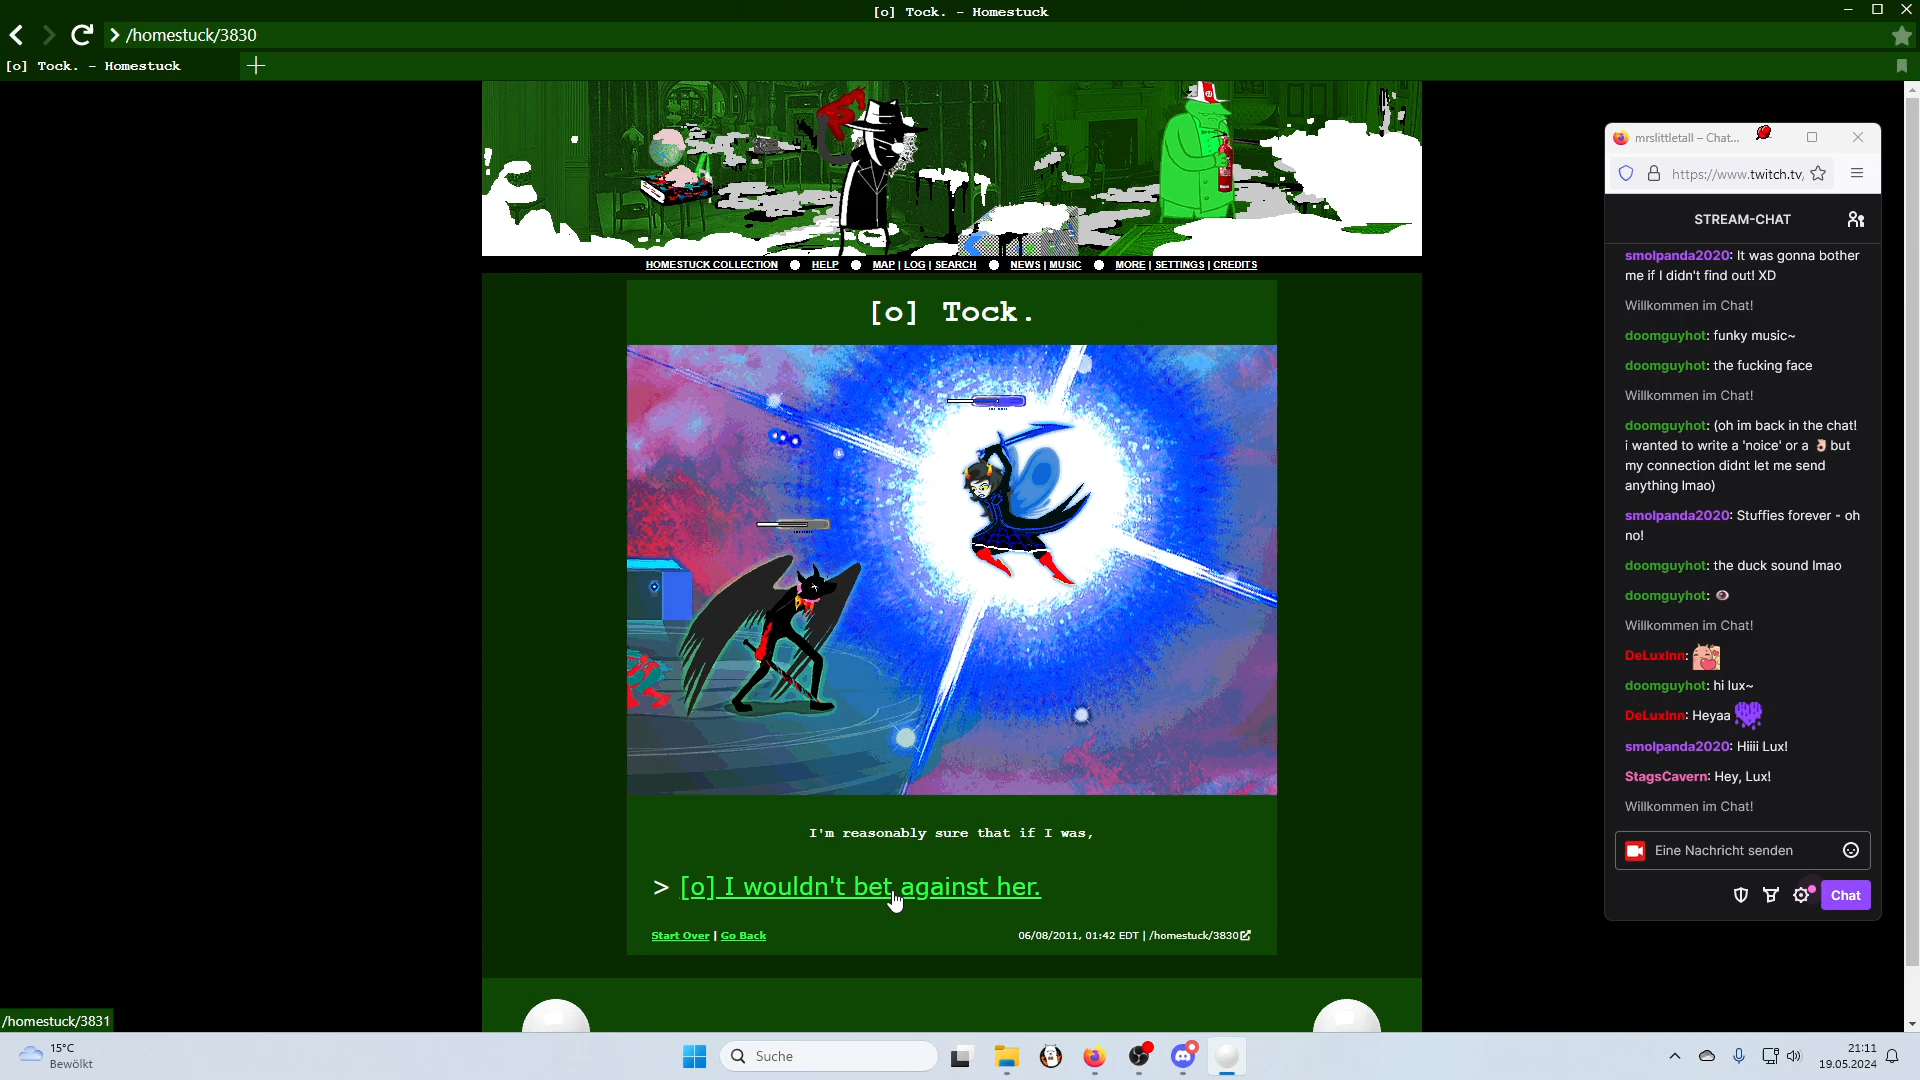 [o] Tock. - Homestuck
/homestuck/3830
[o] Tock. - Homestuck
HOMESTUCK COLLECTION HELP MAP | LOG | SEARCH NEWS | MUSIC MORE | SETTINGS | CREDITS
[o] Tock.
I'm reasonably sure that if I was,
> [o] I wouldn't bet against her.
Start Over | Go Back
06/08/2011, 01:42 EDT | /homestuck/3830
/homestuck/3831
mrslittletall – Chat...
https://www.twitch.tv/
STREAM-CHAT
smolpanda2020: It was gonna bother
me if I didn't find out! XD
Willkommen im Chat!
doomguyhot: funky music~
doomguyhot: the fucking face
Willkommen im Chat!
doomguyhot: (oh im back in the chat!
i wanted to write a 'noice' or a 👌 but
my connection didnt let me send
anything lmao)
smolpanda2020: Stuffies forever - oh
no!
doomguyhot: the duck sound lmao
doomguyhot: 👁
Willkommen im Chat!
DeLuxInn:
doomguyhot: hi lux~
DeLuxInn: Heyaa
smolpanda2020: Hiiii Lux!
StagsCavern: Hey, Lux!
Willkommen im Chat!
Eine Nachricht senden
Chat
15°C
Bewölkt
Suche
21:11
19.05.2024